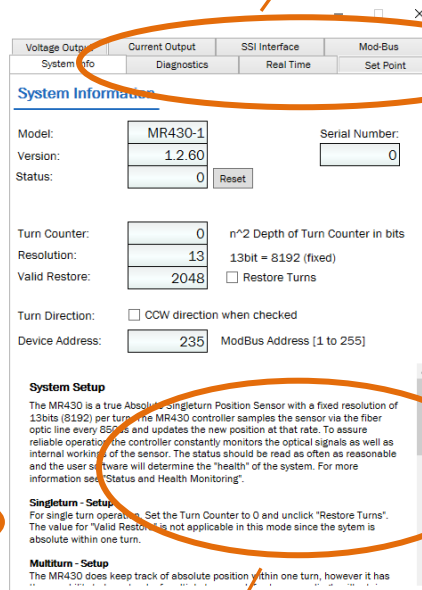 Voltage Output Current Output SSI Interface Mod-Bus
System Info Diagnostics Real Time Set Point
System Information
Model: MR430-1 Serial Number:
Version: 1.2.60 0
Status: 0 Reset
Turn Counter: 0 n^2 Depth of Turn Counter in bits
Resolution: 13 13bit = 8192 (fixed)
Valid Restore: 2048 Restore Turns
Turn Direction: CCW direction when checked
Device Address: 235 ModBus Address [1 to 255]
System Setup
The MR430 is a true Absolute Singleturn Position Sensor with a fixed resolution of
13bits (8192) per turn. The MR430 controller samples the sensor via the fiber
optic line every 850us and updates the new position at that rate. To assure
reliable operation the controller constantly monitors the optical signals as well as
internal workings of the sensor. The status should be read as often as reasonable
and the user software will determine the "health" of the system. For more
information see "Status and Health Monitoring".
Singleturn - Setup
For single turn operation, Set the Turn Counter to 0 and unclick "Restore Turns".
The value for "Valid Restore" is not applicable in this mode since the sytem is
absolute within one turn.
Multiturn - Setup
The MR430 does keep track of absolute position within one turn, however it has